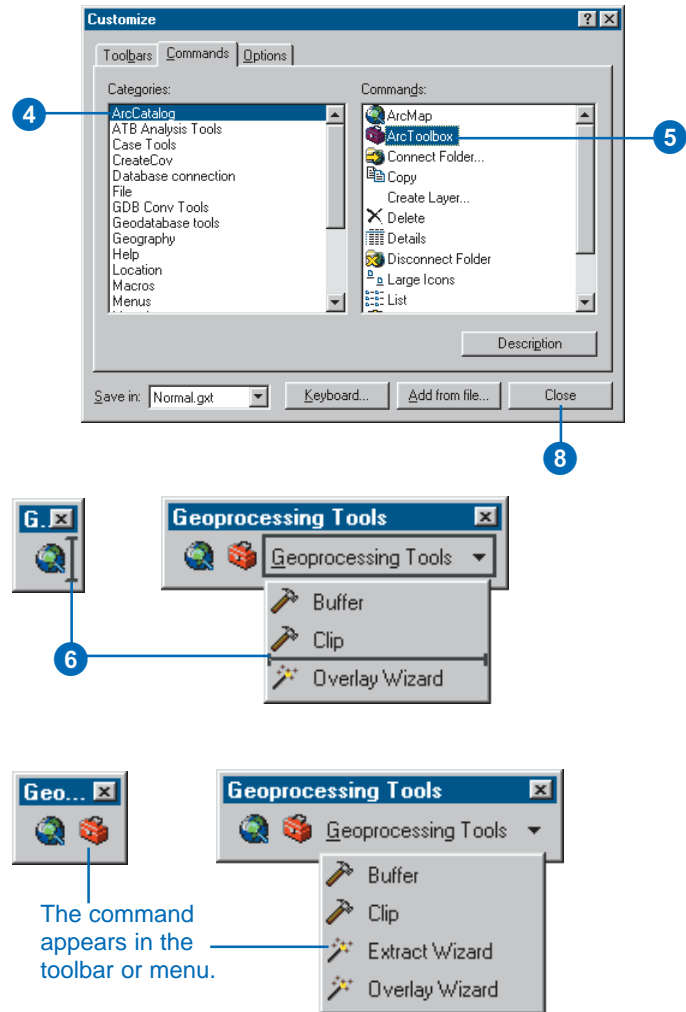 Customize
Toolbars Commands Options
Categories:
Commands:
4
ArcCatalog
ATB Analysis Tools
Case Tools
CreateCov
Database connection
File
GDB Conv Tools
Geodatabase tools
Geography
Help
Location
Macros
Menus
ArcMap
ArcToolbox
5
Connect Folder...
Copy
Create Layer...
Delete
Details
Disconnect Folder
Large Icons
List
Description
Save in: Normal.gxt Keyboard... Add from file... Close
8
G.
Geoprocessing Tools
Geoprocessing Tools
Buffer
Clip
Overlay Wizard
6
Geo...
Geoprocessing Tools
Geoprocessing Tools
Buffer
Clip
Extract Wizard
Overlay Wizard
The command
appears in the
toolbar or menu.